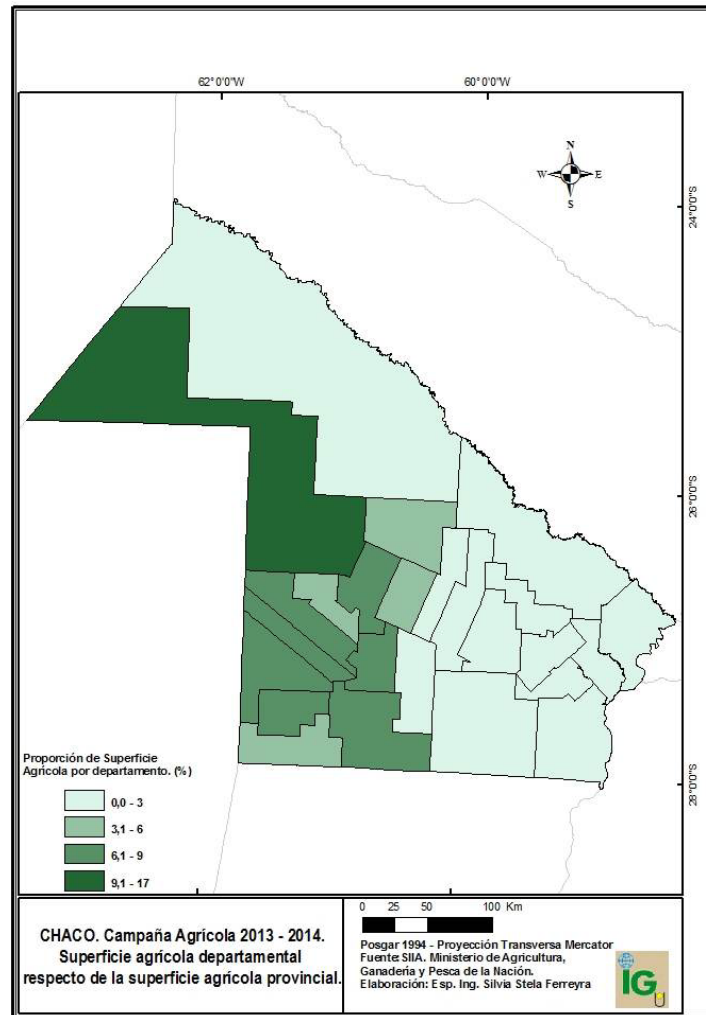 62°0'0"W
60°0'0"W
N
W E
S
24°0'0"S
26°0'0"S
28°0'0"S
Proporción de Superficie
Agrícola por departamento. (%)
0,0 - 3
3,1 - 6
6,1 - 9
9,1 - 17
CHACO. Campaña Agrícola 2013 - 2014.
Superficie agrícola departamental
respecto de la superficie agrícola provincial.
0 25 50 100 Km
Posgar 1994 - Proyección Transversa Mercator
Fuente: SIIA. Ministerio de Agricultura,
Ganadería y Pesca de la Nación.
Elaboración: Esp. Ing. Silvia Stela Ferreyra
IG